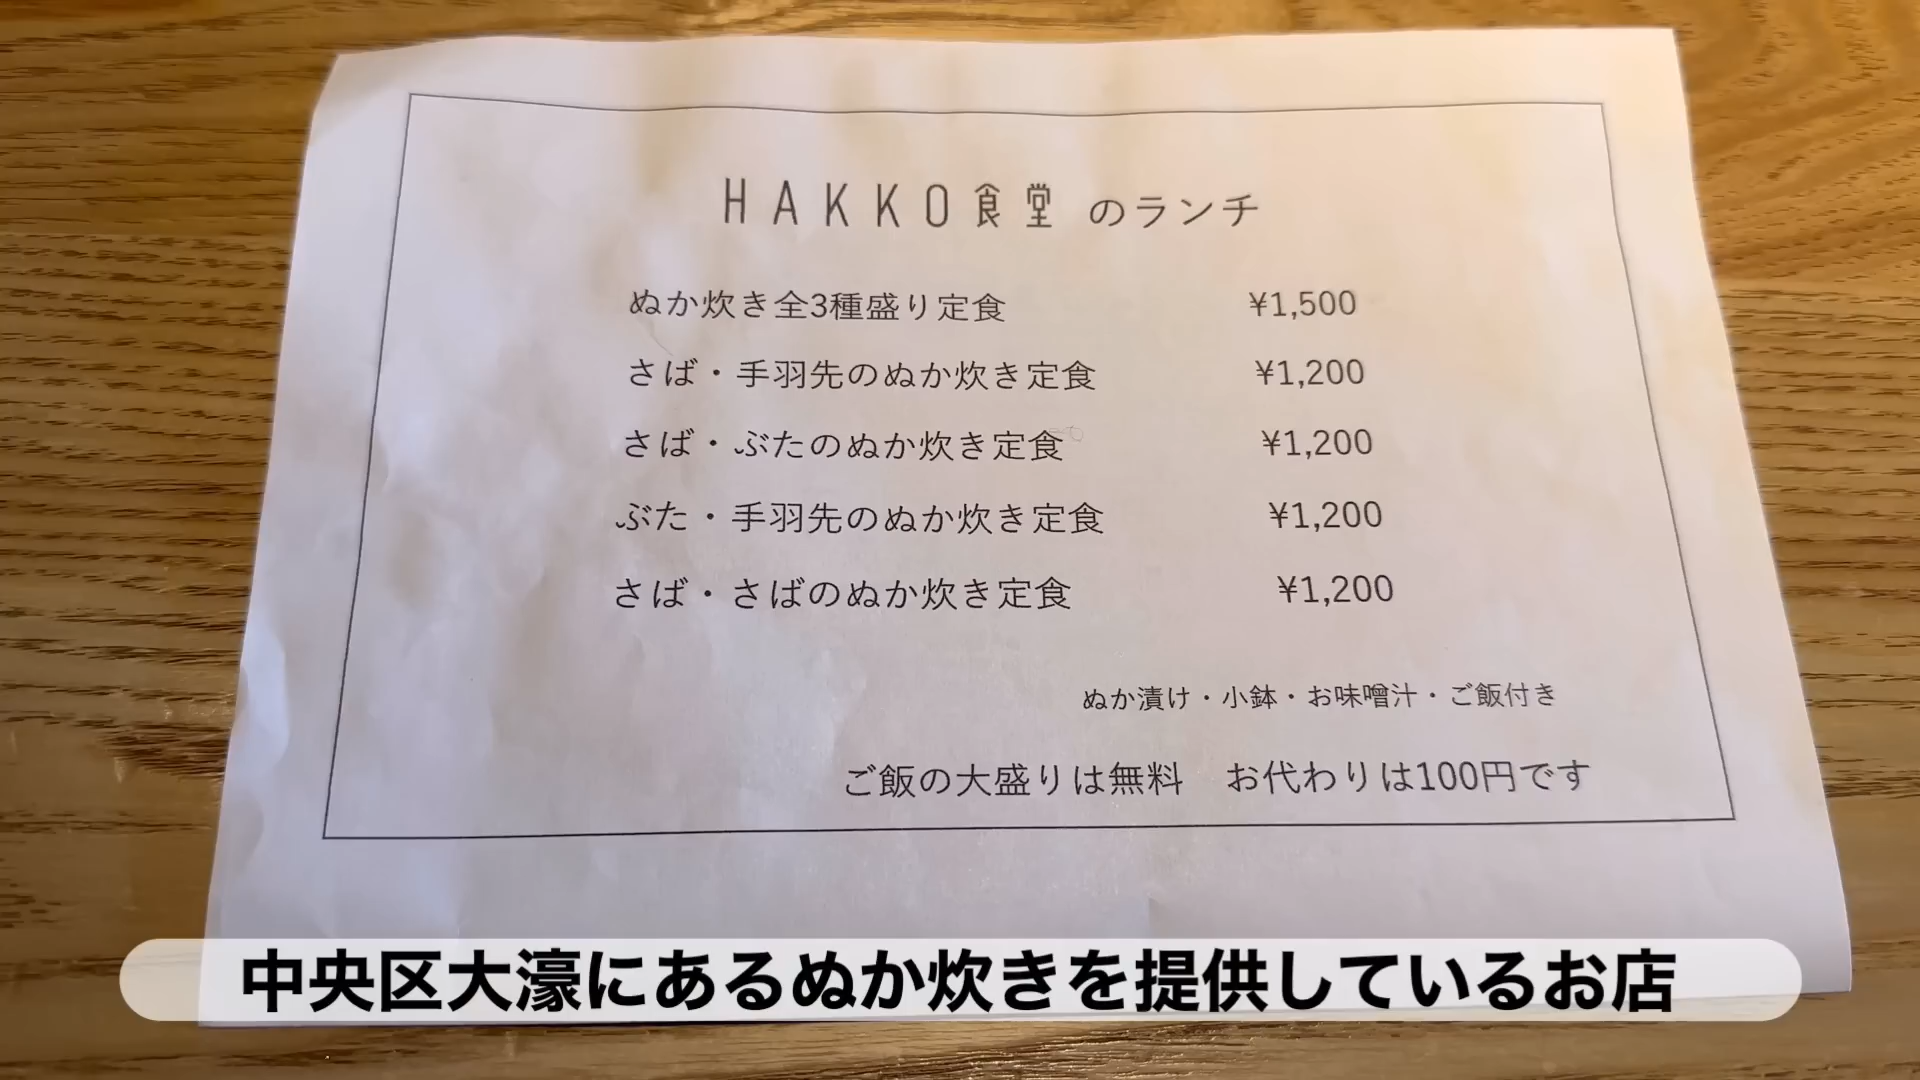 HAKKO食堂 のランチ
ぬか炊き全3種盛り定食 ¥1,500
さば・手羽先のぬか炊き定食 ¥1,200
さば・ぶたのぬか炊き定食 ¥1,200
ぶた・手羽先のぬか炊き定食 ¥1,200
さば・さばのぬか炊き定食 ¥1,200
ぬか漬け・小鉢・お味噌汁・ご飯付き
ご飯の大盛りは無料　お代わりは100円です
中央区大濠にあるぬか炊きを提供しているお店